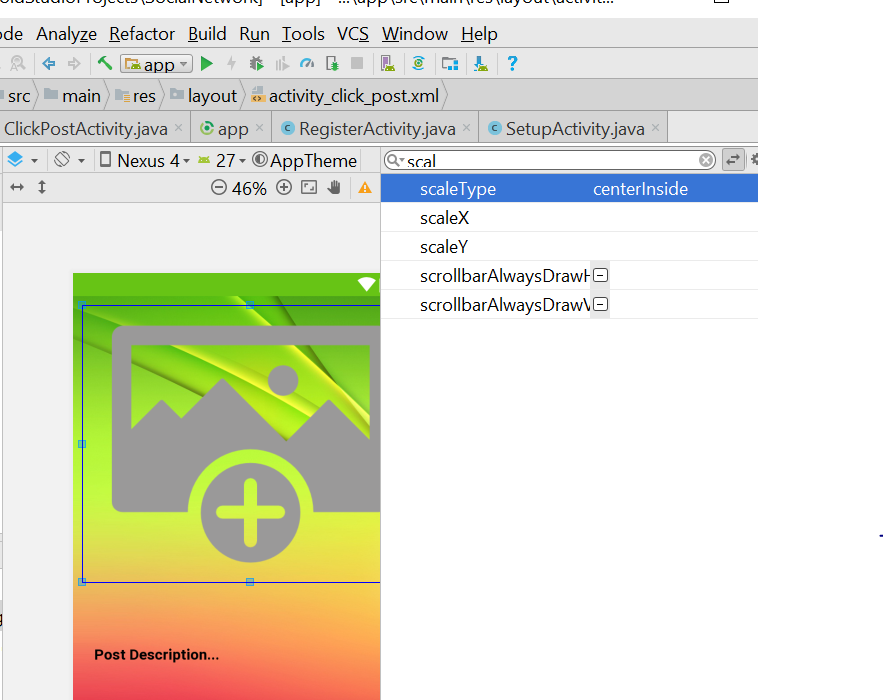 Analyze Refactor Build Run Tools VCS Window Help
app
src main res layout activity_click_post.xml
ClickPostActivity.java × app × RegisterActivity.java × SetupActivity.java ×
Nexus 4 27 AppTheme scal
46%
scaleType centerInside
scaleX
scaleY
scrollbarAlwaysDrawH
scrollbarAlwaysDrawV
Post Description...